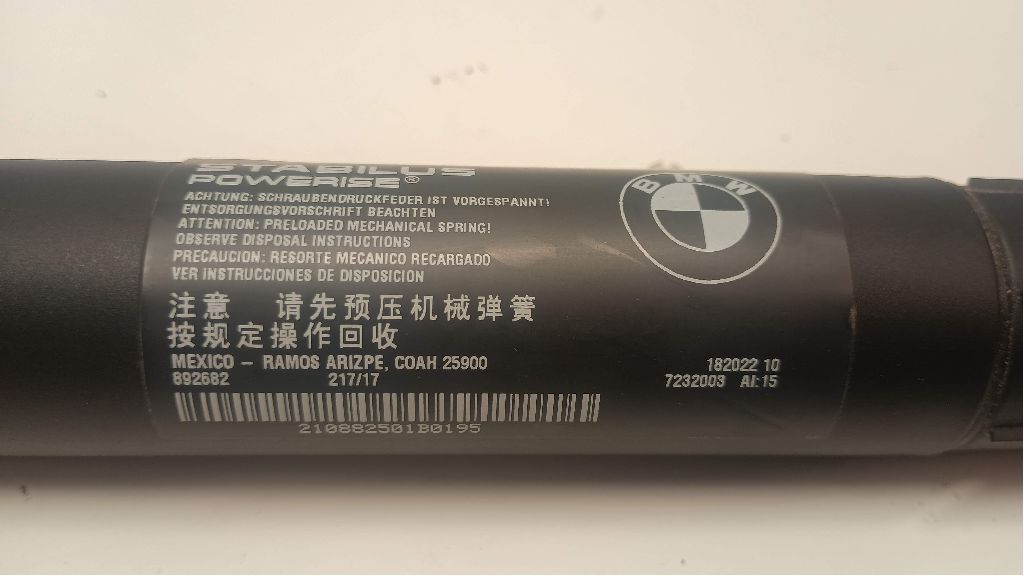 STABILUS
POWERISE®
ACHTUNG: SCHRAUBENDRUCKFEDER IST VORGESPANNT!
ENTSORGUNGSVORSCHRIFT BEACHTEN
ATTENTION: PRELOADED MECHANICAL SPRING!
OBSERVE DISPOSAL INSTRUCTIONS
PRECAUCION: RESORTE MECANICO RECARGADO
VER INSTRUCCIONES DE DISPOSICION
注意 请先预压机械弹簧
按规定操作回收
MEXICO – RAMOS ARIZPE, COAH 25900
892682 217/17
210882501B0195
BMW
182022 10
7232003 AI:15